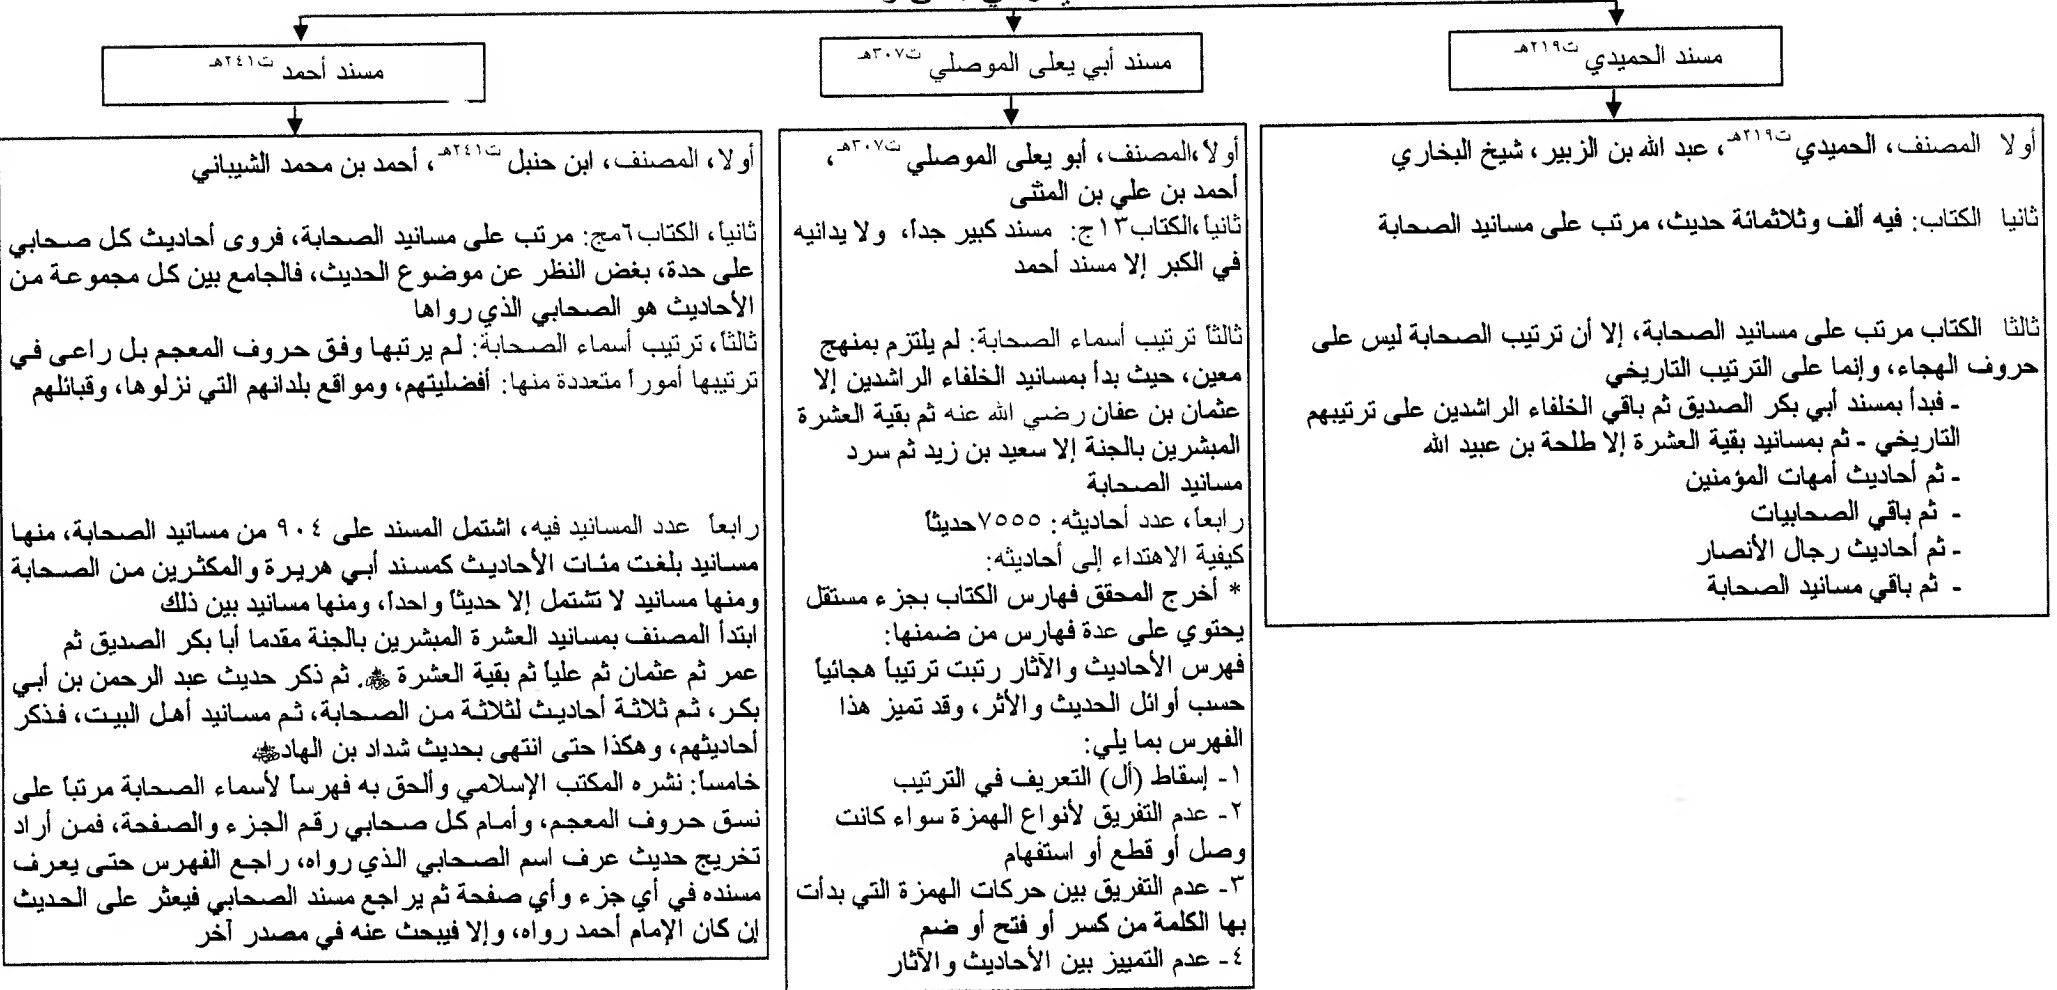 مسند الحميدي ت٢١٩هـ
أولا المصنف، الحميدي ت٢١٩هـ، عبد الله بن الزبير، شيخ البخاري
ثانيا الكتاب: فيه ألف وثلاثمائة حديث، مرتب على مسانيد الصحابة
ثالثا الكتاب مرتب على مسانيد الصحابة، إلا أن ترتيب الصحابة ليس على
حروف الهجاء، وإنما على الترتيب التاريخي
- فبدأ بمسند أبي بكر الصديق ثم باقي الخلفاء الراشدين على ترتيبهم
التاريخي - ثم بمسانيد بقية العشرة إلا طلحة بن عبيد الله
- ثم أحاديث أمهات المؤمنين
- ثم باقي الصحابيات
- ثم أحاديث رجال الأنصار
- ثم باقي مسانيد الصحابة
مسند أبي يعلى الموصلي ت٣٠٧هـ
أولاً،المصنف، أبو يعلى الموصلي ت٣٠٧هـ،
أحمد بن علي بن المثنى
ثانياً،الكتاب١٣ج: مسند كبير جداً، ولا يدانيه
في الكبر إلا مسند أحمد
ثالثاً ترتيب أسماء الصحابة: لم يلتزم بمنهج
معين، حيث بدأ بمسانيد الخلفاء الراشدين إلا
عثمان بن عفان رضي الله عنه ثم بقية العشرة
المبشرين بالجنة إلا سعيد بن زيد ثم سرد
مسانيد الصحابة
رابعاً، عدد أحاديثه: ٧٥٥٥حديثاً
كيفية الاهتداء إلى أحاديثه:
* أخرج المحقق فهارس الكتاب بجزء مستقل
يحتوي على عدة فهارس من ضمنها:
فهرس الأحاديث والآثار رتبت ترتيباً هجائياً
حسب أوائل الحديث والأثر، وقد تميز هذا
الفهرس بما يلي:
١- إسقاط (أل) التعريف في الترتيب
٢- عدم التفريق لأنواع الهمزة سواء كانت
وصل أو قطع أو استفهام
٣- عدم التفريق بين حركات الهمزة التي بدأت
بها الكلمة من كسر أو فتح أو ضم
٤- عدم التمييز بين الأحاديث والآثار
مسند أحمد ت٢٤١هـ
أولا، المصنف، ابن حنبل ت٢٤١هـ، أحمد بن محمد الشيباني
ثانياً، الكتاب٦مج: مرتب على مسانيد الصحابة، فروى أحاديث كل صحابي
على حدة، بغض النظر عن موضوع الحديث، فالجامع بين كل مجموعة من
الأحاديث هو الصحابي الذي رواها
ثالثاً، ترتيب أسماء الصحابة: لم يرتبها وفق حروف المعجم بل راعى في
ترتيبها أموراً متعددة منها: أفضليتهم، ومواقع بلدانهم التي نزلوها، وقبائلهم
رابعاً عدد المسانيد فيه، اشتمل المسند على ٩٠٤ من مسانيد الصحابة، منها
مسانيد بلغت مئات الأحاديث كمسند أبي هريرة والمكثرين من الصحابة
ومنها مسانيد لا تشتمل إلا حديثاً واحداً، ومنها مسانيد بين ذلك
ابتدأ المصنف بمسانيد العشرة المبشرين بالجنة مقدما أبا بكر الصديق ثم
عمر ثم عثمان ثم علياً ثم بقية العشرة ﷺ. ثم ذكر حديث عبد الرحمن بن أبي
بكر، ثم ثلاثة أحاديث لثلاثة من الصحابة، ثم مسانيد أهل البيت، فذكر
أحاديثهم، وهكذا حتى انتهى بحديث شداد بن الهاد
خامساً: نشره المكتب الإسلامي وألحق به فهرساً لأسماء الصحابة مرتباً على
نسق حروف المعجم، وأمام كل صحابي رقم الجزء والصفحة، فمن أراد
تخريج حديث عرف اسم الصحابي الذي رواه، راجع الفهرس حتى يعرف
مسنده في أي جزء وأي صفحة ثم يراجع مسند الصحابي فيعثر على الحديث
إن كان الإمام أحمد رواه، وإلا فيبحث عنه في مصدر آخر